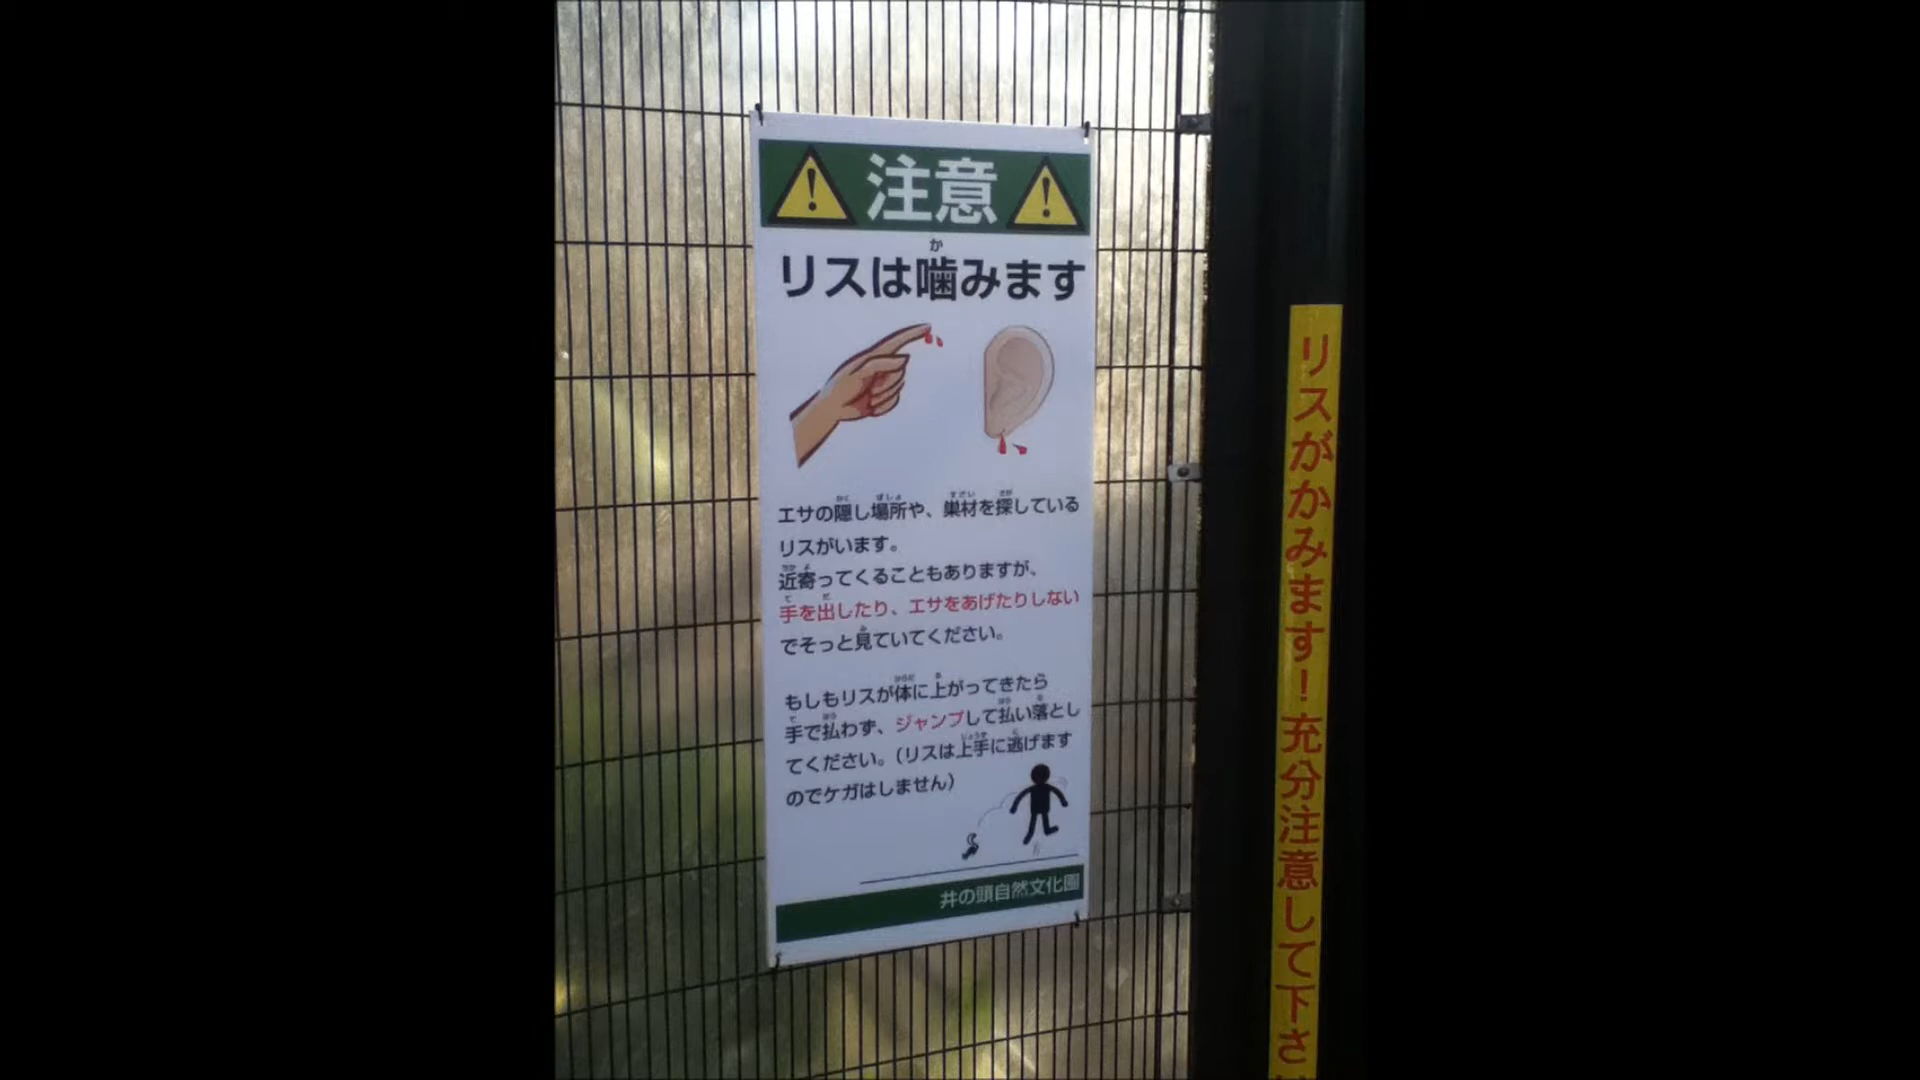 注意
リスは噛みます
エサの隠し場所や、巣材を探している
リスがいます。
近寄ってくることもありますが、
手を出したり、エサをあげたりしない
でそっと見ていてください。
もしもリスが体に上がってきたら
手で払わず、ジャンプして払い落とし
てください。(リスは上手に逃げます
のでケガはしません)
井の頭自然文化園
リスがかみます!充分注意して下さ